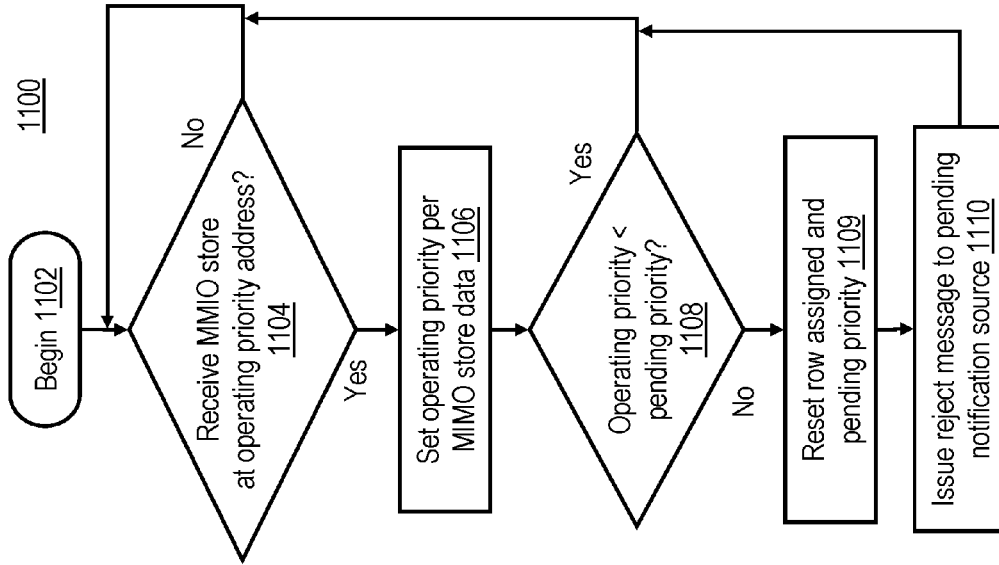 1100
Begin 1102
Receive MMIO store
at operating priority address?
1104
No
Yes
Set operating priority per
MIMO store data 1106
Operating priority <
pending priority?
1108
Yes
No
Reset row assigned and
pending priority 1109
Issue reject message to pending
notification source 1110